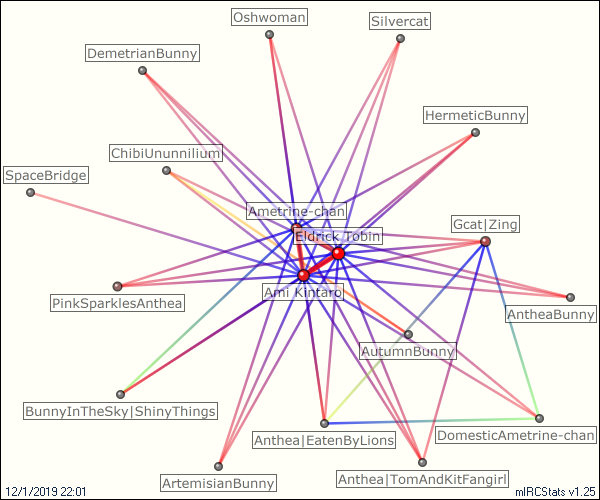 Oshwoman
Silvercat
DemetrianBunny
HermeticBunny
ChibiUnunnilium
SpaceBridge
Ametrine-chan
Gcat|Zing
Eldrick Tobin
Ami Kintaro
PinkSparklesAnthea
AntheaBunny
AutumnBunny
BunnyInTheSky|ShinyThings
Anthea|EatenByLions
DomesticAmetrine-chan
ArtemisianBunny
Anthea|TomAndKitFangirl
12/1/2019 22:01
mIRCStats v1.25